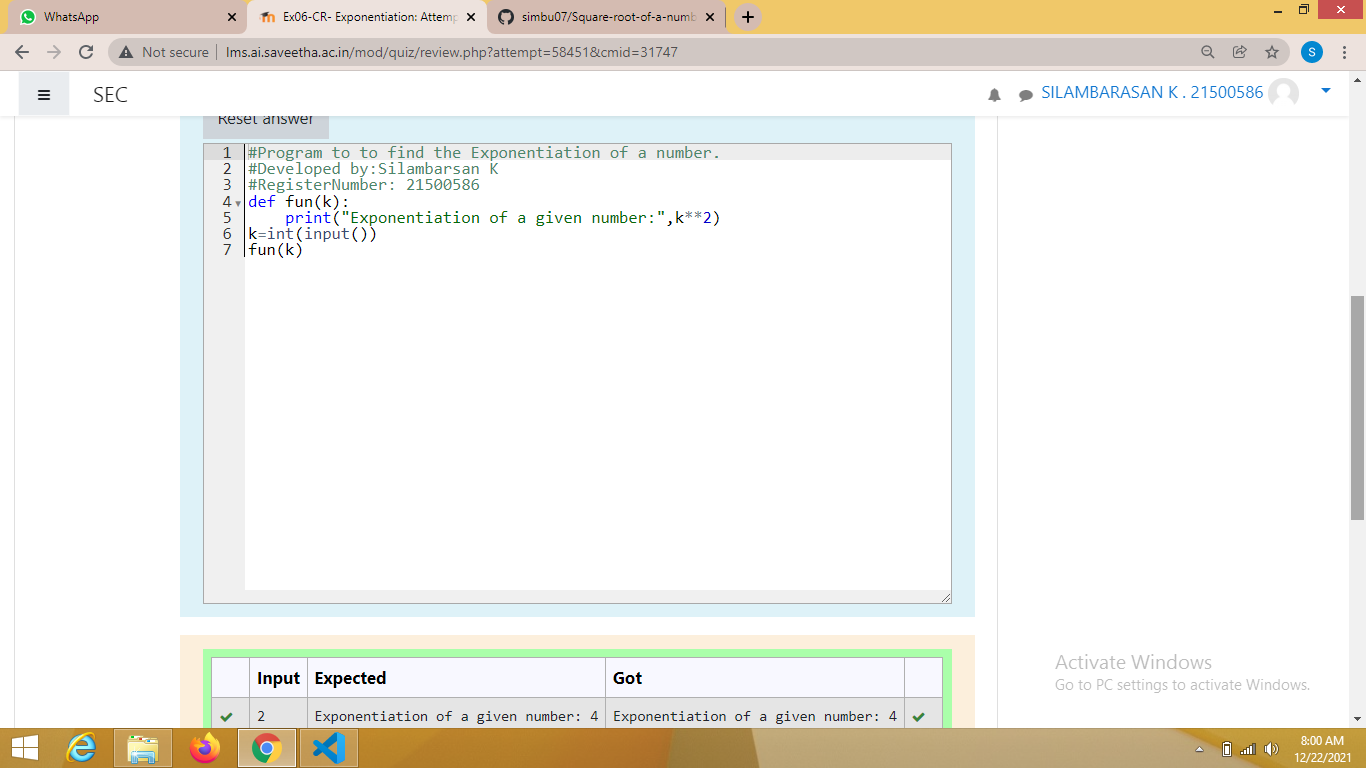 WhatsApp
Ex06-CR- Exponentiation: Attemp
simbu07/Square-root-of-a-numb
Not secure
lms.ai.saveetha.ac.in/mod/quiz/review.php?attempt=58451&cmid=31747
S
SEC
SILAMBARASAN K . 21500586
Reset answer
1 #Program to to find the Exponentiation of a number.
2 #Developed by:Silambarsan K
3 #RegisterNumber: 21500586
4 def fun(k):
5     print("Exponentiation of a given number:",k**2)
6 k=int(input())
7 fun(k)
Input Expected Got
2 Exponentiation of a given number: 4 Exponentiation of a given number: 4
Activate Windows
Go to PC settings to activate Windows.
8:00 AM
12/22/2021